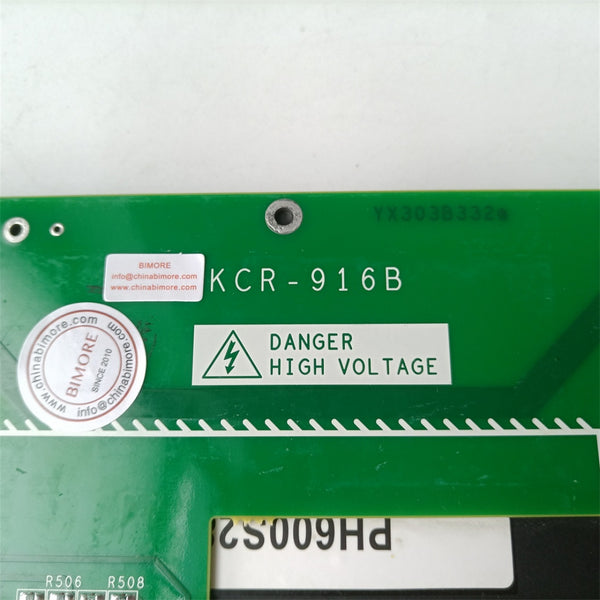 YX303B332
BIMORE
info@chinabimore.com
www.chinabimore.com
KCR-916B
DANGER
HIGH VOLTAGE
www.chinabimore.com
BIMORE
SINCE 2010
info@chinabimore.com
PH600S2
R506 R508